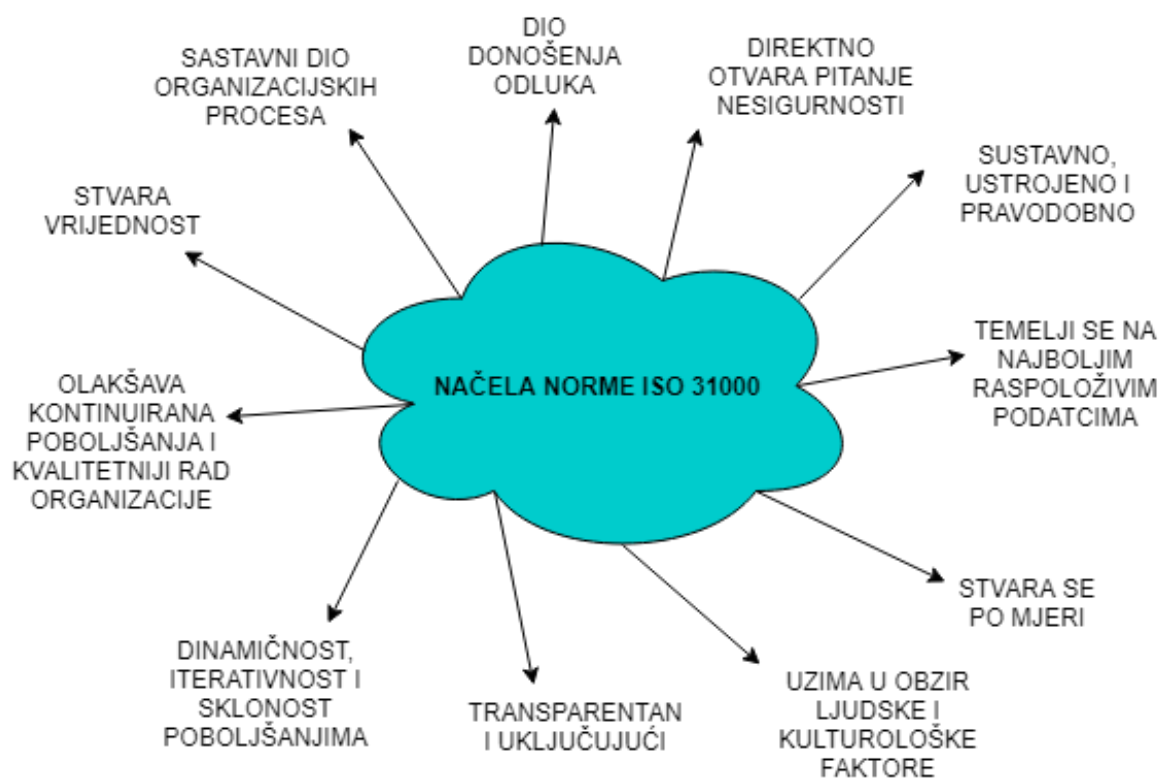 DIO
DONOŠENJA
ODLUKA
DIREKTNO
OTVARA PITANJE
NESIGURNOSTI
SASTAVNI DIO
ORGANIZACIJSKIH
PROCESA
SUSTAVNO,
USTROJENO I
PRAVODOBNO
STVARA
VRIJEDNOST
TEMELJI SE NA
NAJBOLJIM
RASPOLOŽIVIM
PODATCIMA
NAČELA NORME ISO 31000
OLAKŠAVA
KONTINUIRANA
POBOLJŠANJA I
KVALITETNIJI RAD
ORGANIZACIJE
STVARA SE
PO MJERI
DINAMIČNOST,
ITERATIVNOST I
SKLONOST
POBOLJŠANJIMA
TRANSPARENTAN
I UKLJUČUJUĆI
UZIMA U OBZIR
LJUDSKE I
KULTUROLOŠKE
FAKTORE